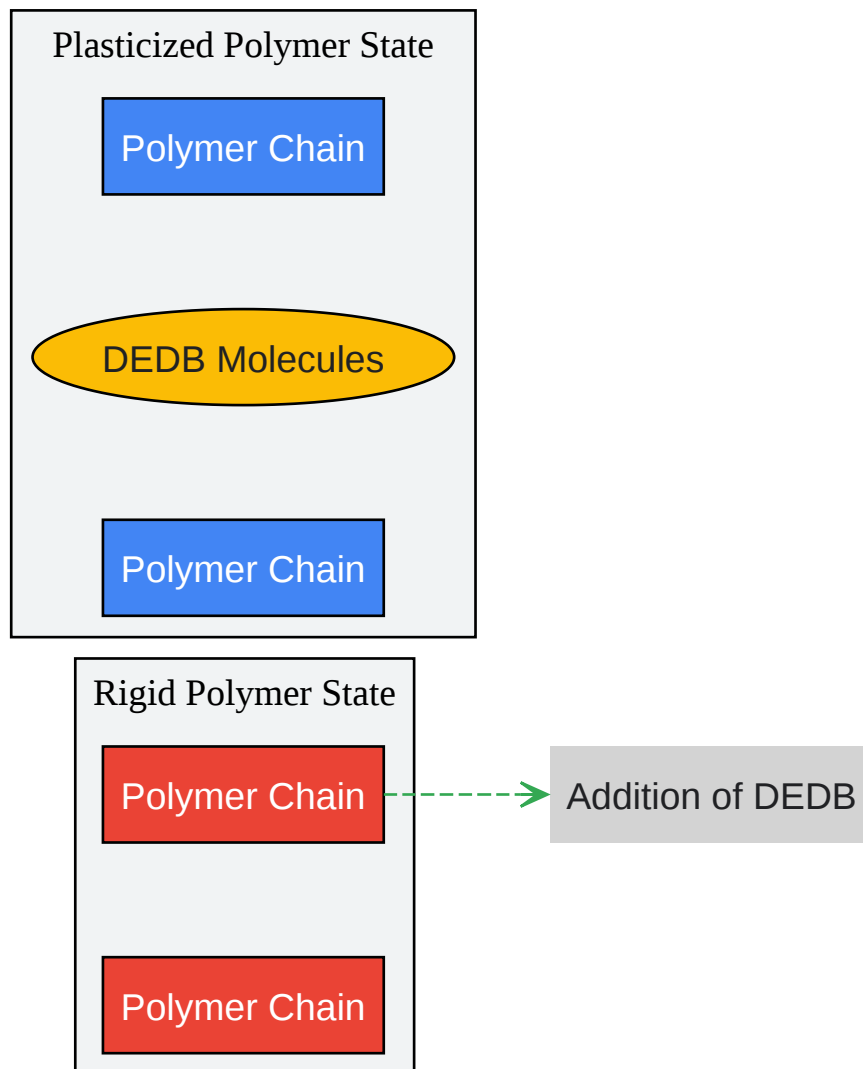 Plasticized Polymer State
Polymer Chain
DEDB Molecules
Polymer Chain
Rigid Polymer State
Polymer Chain
Addition of DEDB
Polymer Chain